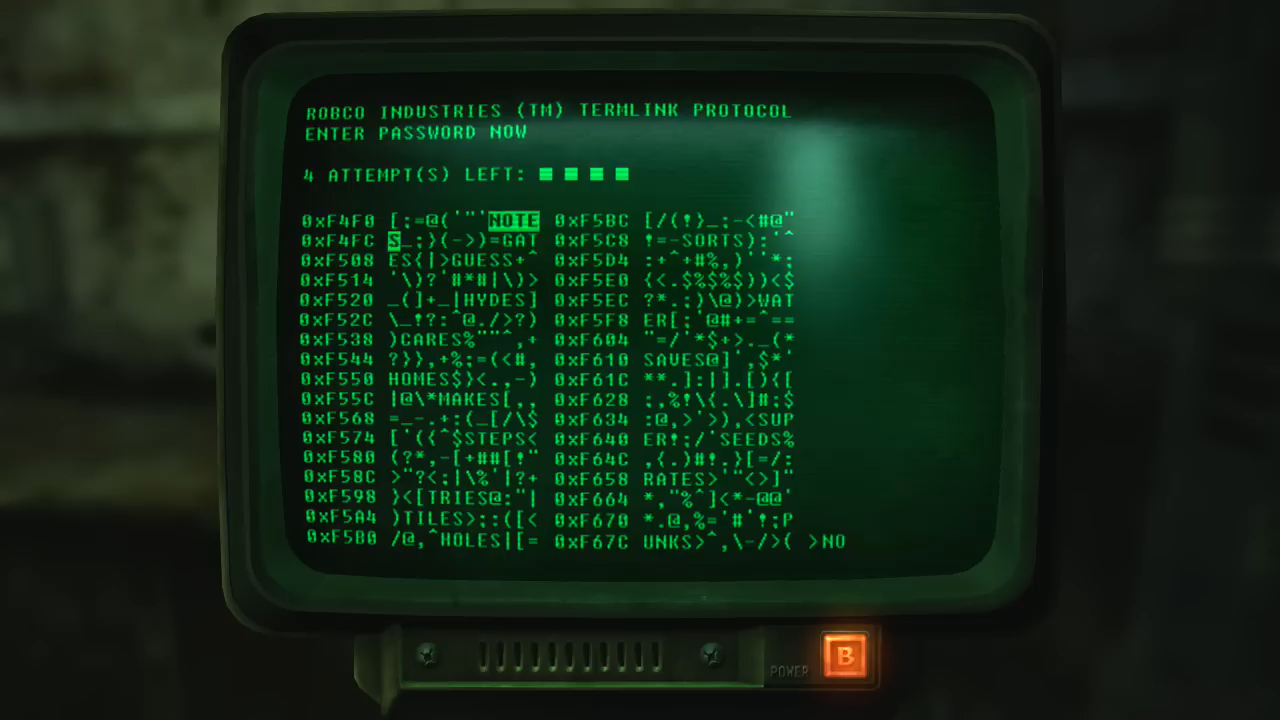 ROBCO INDUSTRIES (TM) TERMLINK PROTOCOL
ENTER PASSWORD NOW
4 ATTEMPT(S) LEFT:
0xF4F0 [;=@('"'NOTE 0xF5BC [/(!}_;-<#@"
0xF4FC S_;}(->)=GAT 0xF5C8 !=-SORTS):'^
0xF508 ES{|>GUESS+^ 0xF5D4 :+^+#%,)''*;
0xF514 '\)?'#*#|\)> 0xF5E0 {<.$%$%$))<$
0xF520 _(]+_|HYDES] 0xF5EC ?*.;)\@)>WAT
0xF52C \_!?:^@./>?) 0xF5F8 ER[:'@#+=^==
0xF538 )CARES%""^,+ 0xF604 "=/'*$+>._(*
0xF544 ?}},+%;=(<#, 0xF610 SAVES@]',$*'
0xF550 HOMES$}<.,-) 0xF61C **.]:|].[){[
0xF55C |@\*MAKES[,, 0xF628 :,%!\{.\]#;$
0xF568 =_-.+:(_[/\$ 0xF634 :@,>'>),<SUP
0xF574 ['({^$STEPS< 0xF640 ER!;/'SEEDS%
0xF580 (?*,-[+##[!" 0xF64C ,{.)#!.}[=/:
0xF58C >"?<:|\%'|?+ 0xF658 RATES>'"<>]"
0xF598 }<[TRIES@:"| 0xF664 *,"%^]<*-@@'
0xF5A4 )TILES>;:([< 0xF670 *.@,%='#'!;P
0xF5B0 /@,^HOLES|[= 0xF67C UNKS>^,\-/>( >NO
POWER
B